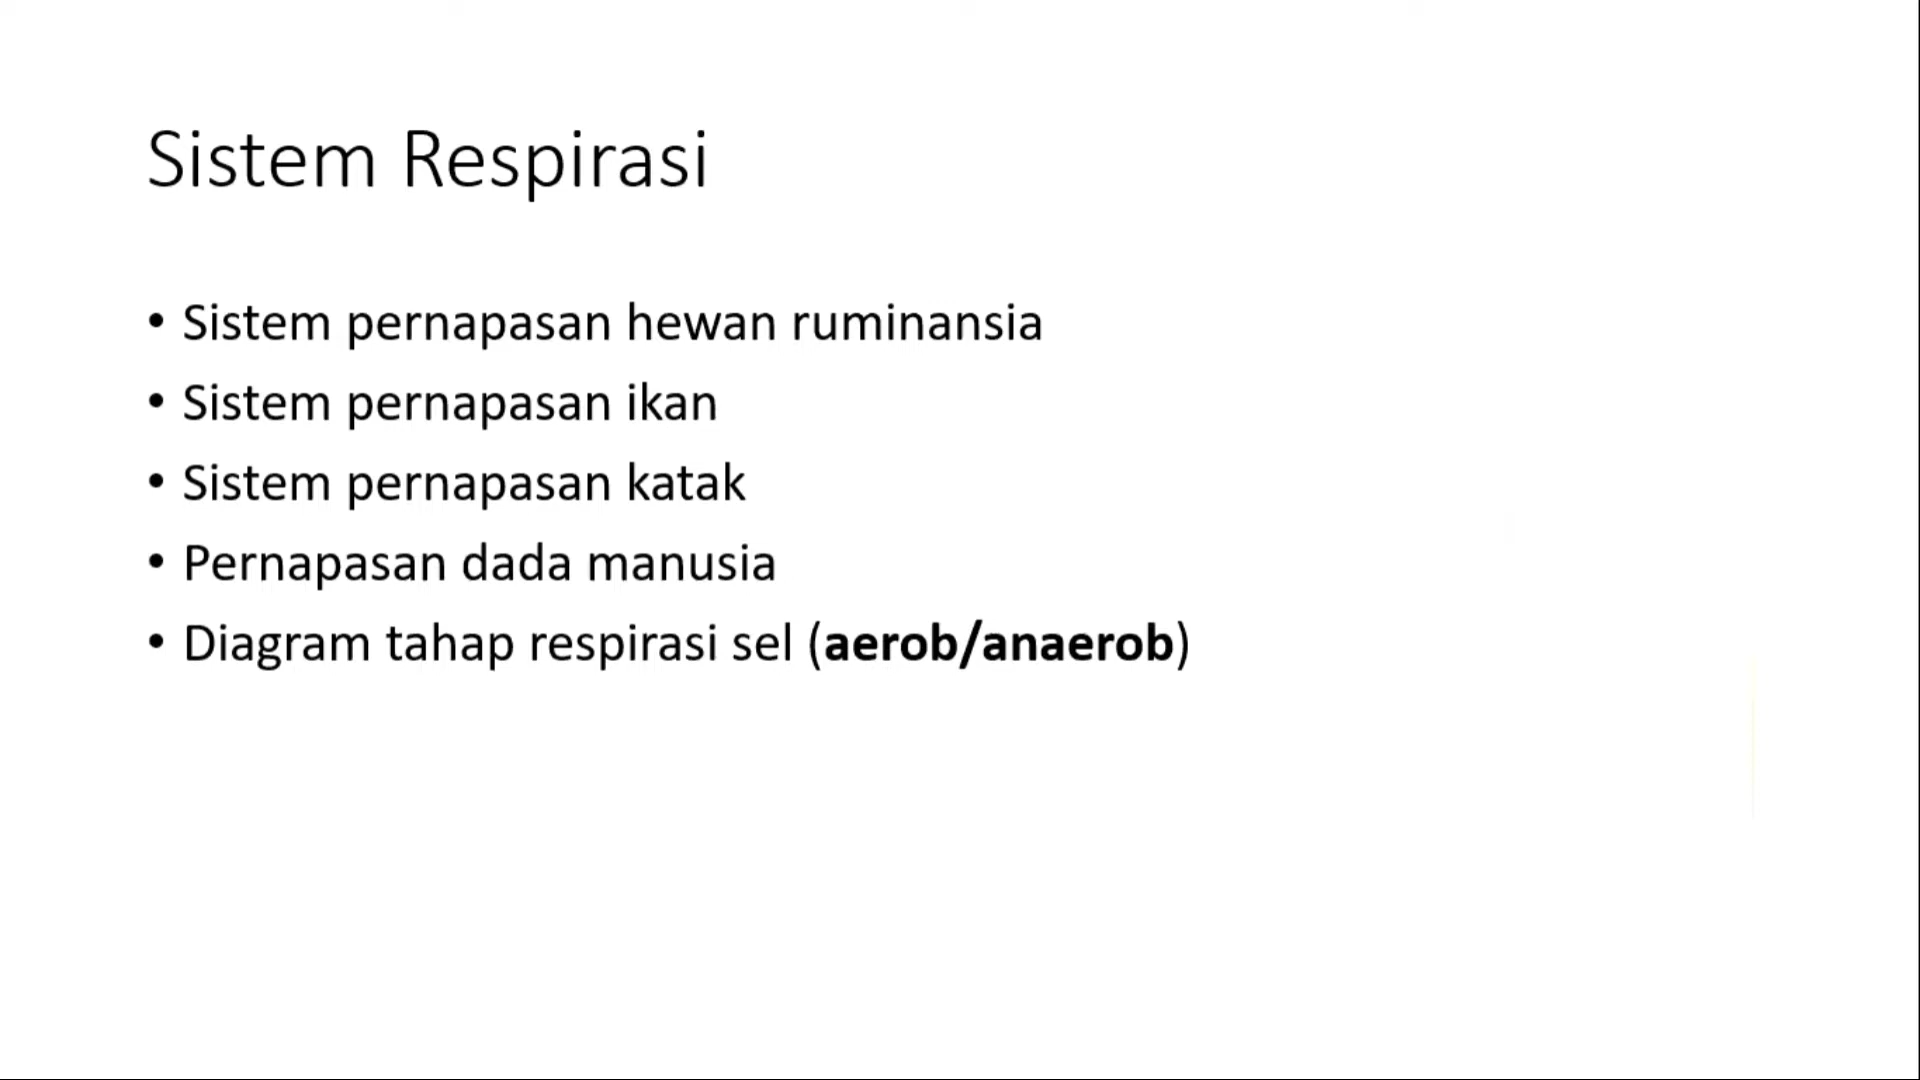 Sistem Respirasi
• Sistem pernapasan hewan ruminansia
• Sistem pernapasan ikan
• Sistem pernapasan katak
• Pernapasan dada manusia
• Diagram tahap respirasi sel (aerob/anaerob)